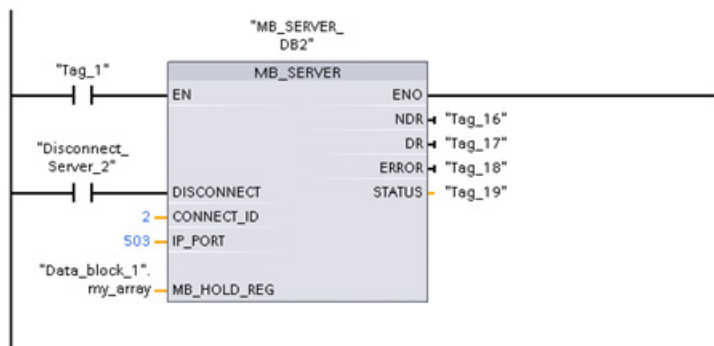 "MB_SERVER_
DB2"
"Tag_1"
MB_SERVER
EN
ENO
NDR
"Tag_16"
DR
"Tag_17"
ERROR
"Tag_18"
"Disconnect_
Server_2"
DISCONNECT
STATUS
"Tag_19"
2
CONNECT_ID
503
IP_PORT
"Data_block_1".
my_array
MB_HOLD_REG